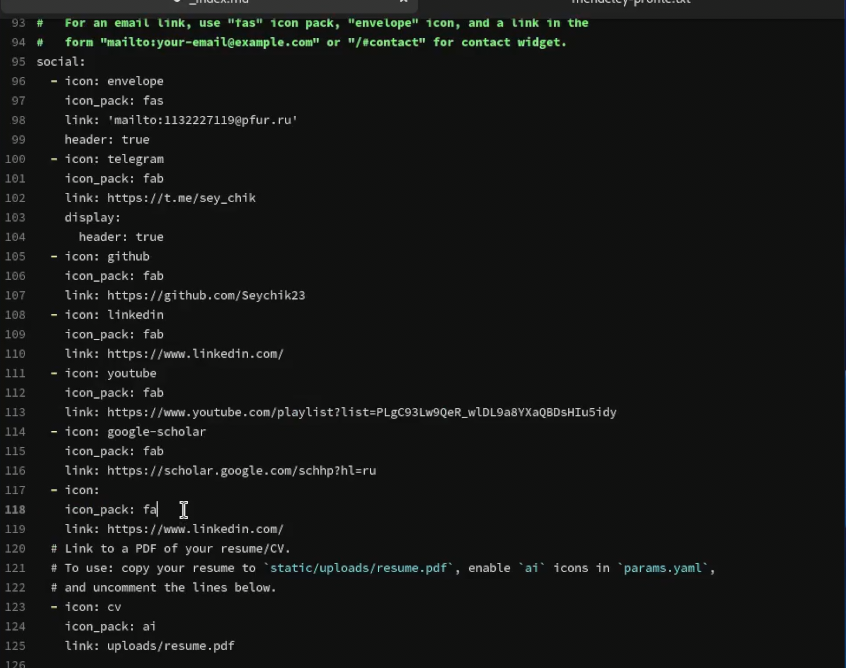 _index.md
mendeley-profile.txt
93 #   For an email link, use "fas" icon pack, "envelope" icon, and a link in the
94 #   form "mailto:your-email@example.com" or "/#contact" for contact widget.
95 social:
96   - icon: envelope
97     icon_pack: fas
98     link: 'mailto:1132227119@pfur.ru'
99     header: true
100   - icon: telegram
101     icon_pack: fab
102     link: https://t.me/sey_chik
103     display:
104       header: true
105   - icon: github
106     icon_pack: fab
107     link: https://github.com/Seychik23
108   - icon: linkedin
109     icon_pack: fab
110     link: https://www.linkedin.com/
111   - icon: youtube
112     icon_pack: fab
113     link: https://www.youtube.com/playlist?list=PLgC93Lw9QeR_wlDL9a8YXaQBDsHIu5idy
114   - icon: google-scholar
115     icon_pack: fab
116     link: https://scholar.google.com/schhp?hl=ru
117   - icon:
118     icon_pack: fa
119     link: https://www.linkedin.com/
120   # Link to a PDF of your resume/CV.
121   # To use: copy your resume to `static/uploads/resume.pdf`, enable `ai` icons in `params.yaml`,
122   # and uncomment the lines below.
123   - icon: cv
124     icon_pack: ai
125     link: uploads/resume.pdf
126